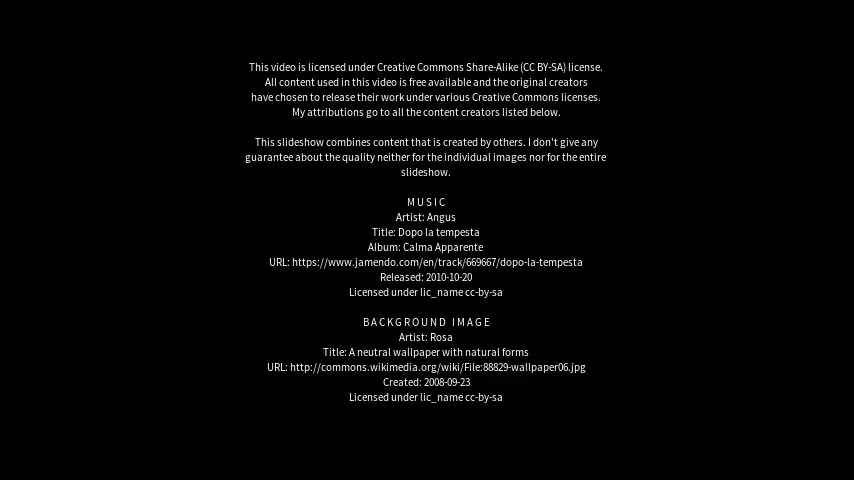 This video is licensed under Creative Commons Share-Alike (CC BY-SA) license.
All content used in this video is free available and the original creators
have chosen to release their work under various Creative Commons licenses.
My attributions go to all the content creators listed below.
This slideshow combines content that is created by others. I don't give any
guarantee about the quality neither for the individual images nor for the entire
slideshow.
MUSIC
Artist: Angus
Title: Dopo la tempesta
Album: Calma Apparente
URL: https://www.jamendo.com/en/track/669667/dopo-la-tempesta
Released: 2010-10-20
Licensed under lic_name cc-by-sa
BACKGROUND IMAGE
Artist: Rosa
Title: A neutral wallpaper with natural forms
URL: http://commons.wikimedia.org/wiki/File:88829-wallpaper06.jpg
Created: 2008-09-23
Licensed under lic_name cc-by-sa